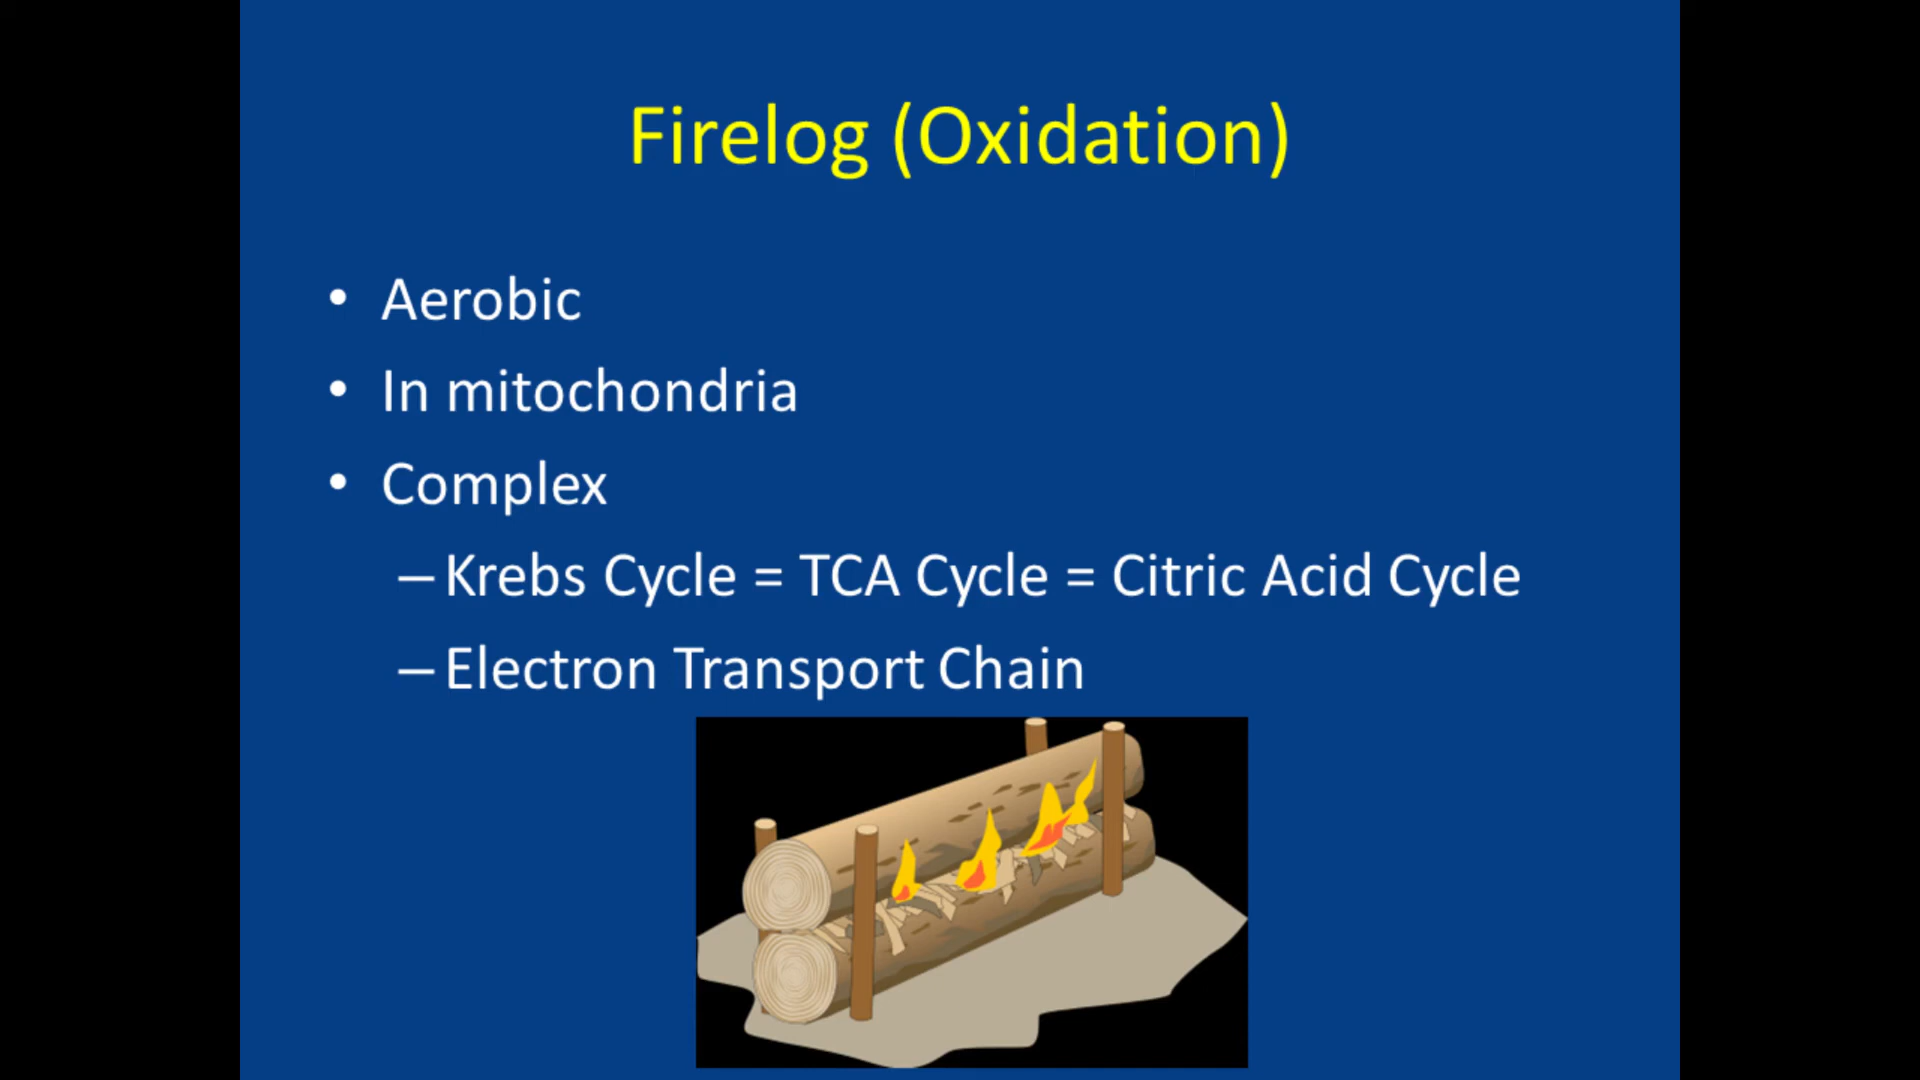 Firelog (Oxidation)
• Aerobic
• In mitochondria
• Complex
– Krebs Cycle = TCA Cycle = Citric Acid Cycle
– Electron Transport Chain